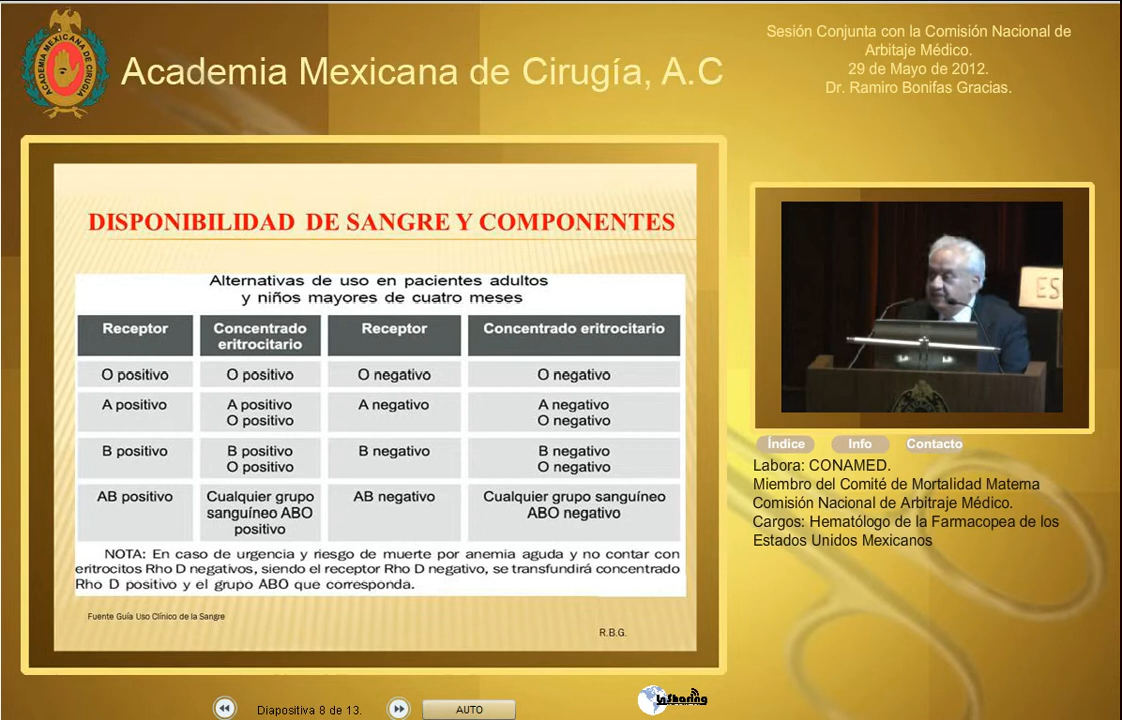 ACADEMIA MEXICANA DE CIRUGIA
Academia Mexicana de Cirugía, A.C
Sesión Conjunta con la Comisión Nacional de
Arbitaje Médico.
29 de Mayo de 2012.
Dr. Ramiro Bonifas Gracias.
DISPONIBILIDAD DE SANGRE Y COMPONENTES
Alternativas de uso en pacientes adultos
y niños mayores de cuatro meses
Receptor
Concentrado
eritrocitario
Receptor
Concentrado eritrocitario
O positivo
O positivo
O negativo
O negativo
A positivo
A positivo
O positivo
A negativo
A negativo
O negativo
B positivo
B positivo
O positivo
B negativo
B negativo
O negativo
AB positivo
Cualquier grupo
sanguíneo ABO
positivo
AB negativo
Cualquier grupo sanguíneo
ABO negativo
NOTA: En caso de urgencia y riesgo de muerte por anemia aguda y no contar con
eritrocitos Rho D negativos, siendo el receptor Rho D negativo, se transfundirá concentrado
Rho D positivo y el grupo ABO que corresponda.
Fuente Guía Uso Clínico de la Sangre
R.B.G.
ES
Índice
Info
Contacto
Labora: CONAMED.
Miembro del Comité de Mortalidad Materna
Comisión Nacional de Arbitraje Médico.
Cargos: Hematólogo de la Farmacopea de los
Estados Unidos Mexicanos
Diapositiva 8 de 13.
AUTO
InSharing